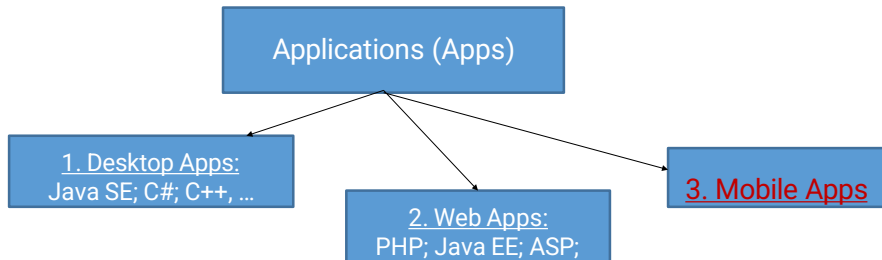 Applications (Apps)
1. Desktop Apps:
Java SE; C#; C++, ...
2. Web Apps:
PHP; Java EE; ASP;
3. Mobile Apps